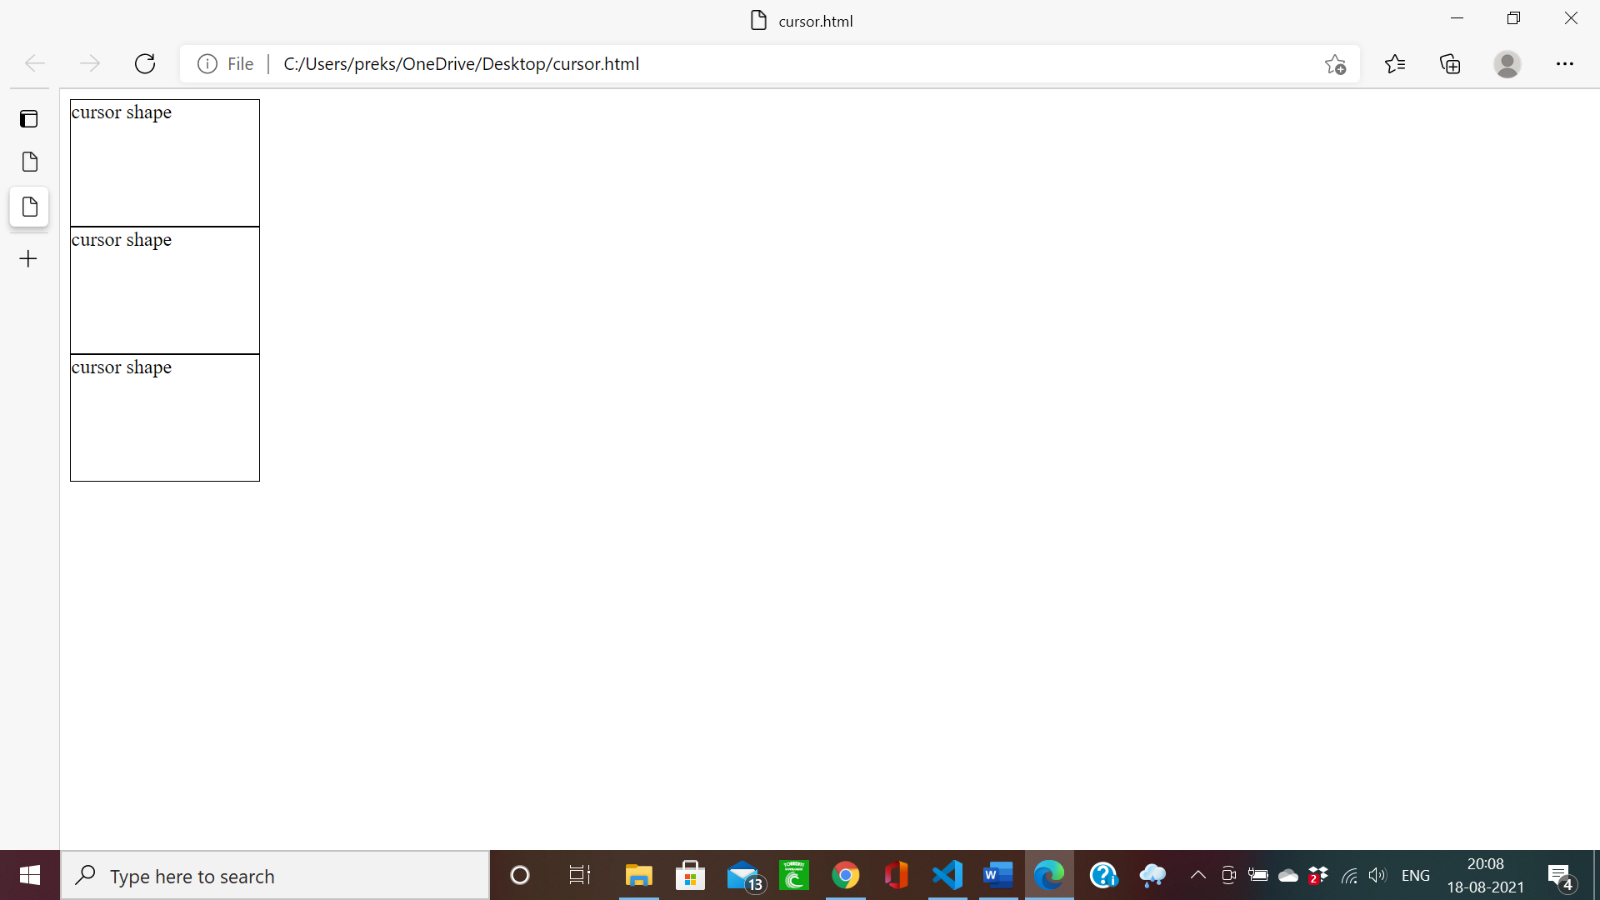 cursor.html
File | C:/Users/preks/OneDrive/Desktop/cursor.html
cursor shape
cursor shape
cursor shape
Type here to search
13
W
2
ENG
20:08
18-08-2021
4